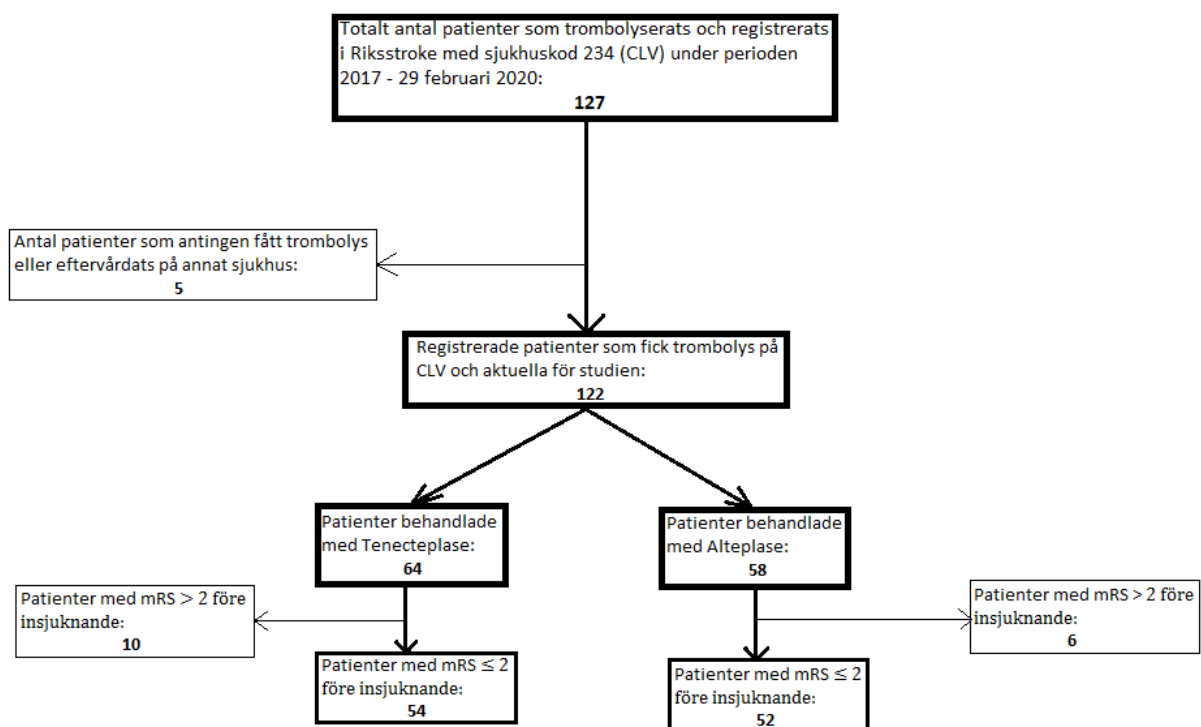 Totalt antal patienter som trombolyserats och registrerats
i Riksstroke med sjukhuskod 234 (CLV) under perioden
2017 - 29 februari 2020:
127
Antal patienter som antingen fått trombolys
eller eftervårdats på annat sjukhus:
5
Registrerade patienter som fick trombolys på
CLV och aktuella för studien:
122
Patienter behandlade
med Tenecteplase:
64
Patienter behandlade
med Alteplase:
58
Patienter med mRS > 2 före
insjuknande:
10
Patienter med mRS > 2 före
insjuknande:
6
Patienter med mRS ≤ 2
före insjuknande:
54
Patienter med mRS ≤ 2
före insjuknande:
52